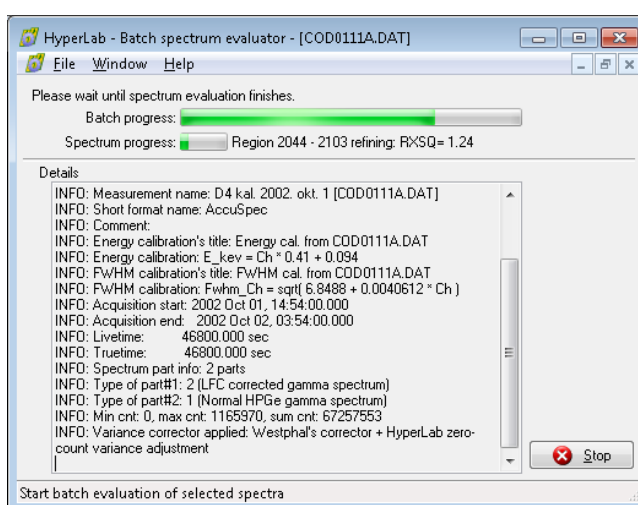 HyperLab - Batch spectrum evaluator - [COD0111A.DAT]
File Window Help
Please wait until spectrum evaluation finishes.
Batch progress:
Spectrum progress: Region 2044 - 2103 refining: RXSQ= 1.24
Details
INFO: Measurement name: D4 kal. 2002. okt. 1 [COD0111A.DAT]
INFO: Short format name: AccuSpec
INFO: Comment:
INFO: Energy calibration's title: Energy cal. from COD0111A.DAT
INFO: Energy calibration: E_kev = Ch * 0.41 + 0.094
INFO: FWHM calibration's title: FWHM cal. from COD0111A.DAT
INFO: FWHM calibration: Fwhm_Ch = sqrt( 6.8488 + 0.0040612 * Ch )
INFO: Acquisition start: 2002 Oct 01, 14:54:00.000
INFO: Acquisition end: 2002 Oct 02, 03:54:00.000
INFO: Livetime: 46800.000 sec
INFO: Truetime: 46800.000 sec
INFO: Spectrum part info: 2 parts
INFO: Type of part#1: 2 (LFC corrected gamma spectrum)
INFO: Type of part#2: 1 (Normal HPGe gamma spectrum)
INFO: Min cnt: 0, max cnt: 1165970, sum cnt: 67257553
INFO: Variance corrector applied: Westphal's corrector + HyperLab zero-
count variance adjustment
Stop
Start batch evaluation of selected spectra